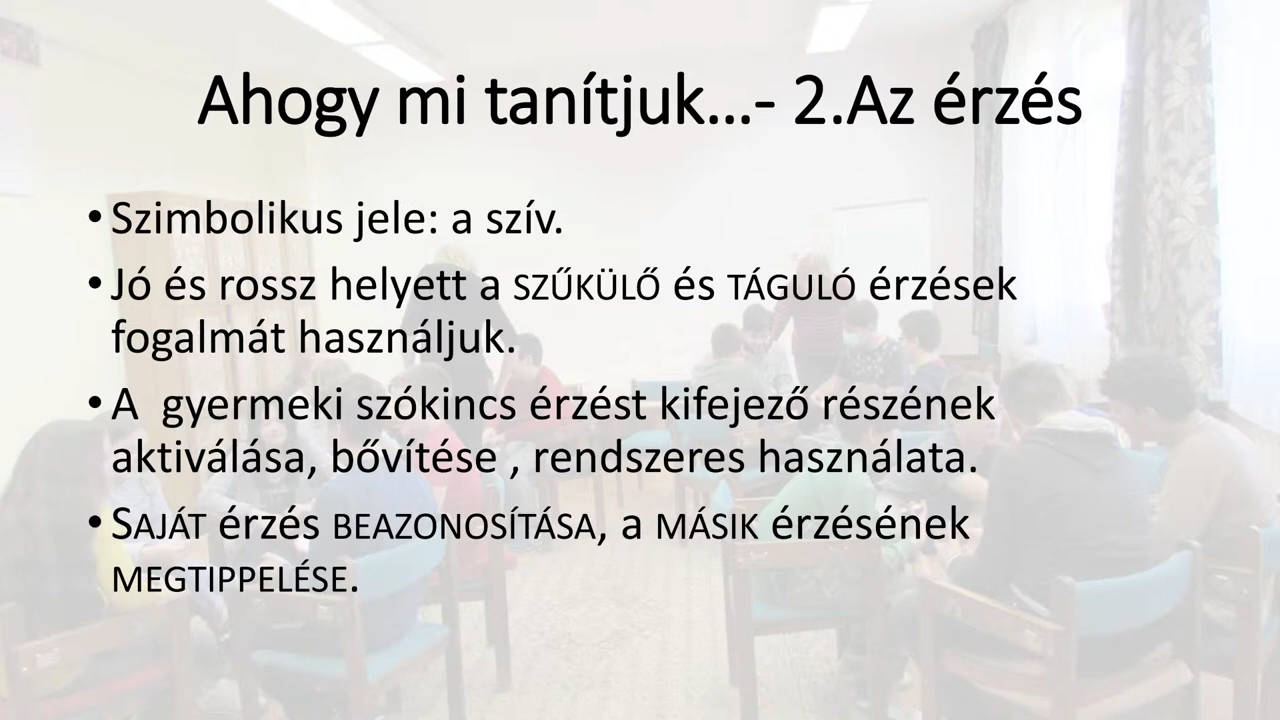 Ahogy mi tanítjuk...- 2.Az érzés
• Szimbolikus jele: a szív.
• Jó és rossz helyett a SZŰKÜLŐ és TÁGULÓ érzések
fogalmát használjuk.
• A  gyermeki szókincs érzést kifejező részének
aktiválása, bővítése , rendszeres használata.
• SAJÁT érzés BEAZONOSÍTÁSA, a MÁSIK érzésének
MEGTIPPELÉSE.